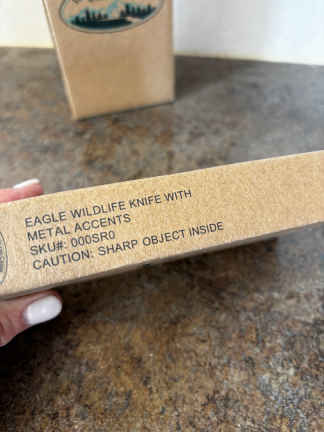 EAGLE WILDLIFE KNIFE WITH
METAL ACCENTS
SKU#: 000SR0
CAUTION: SHARP OBJECT INSIDE